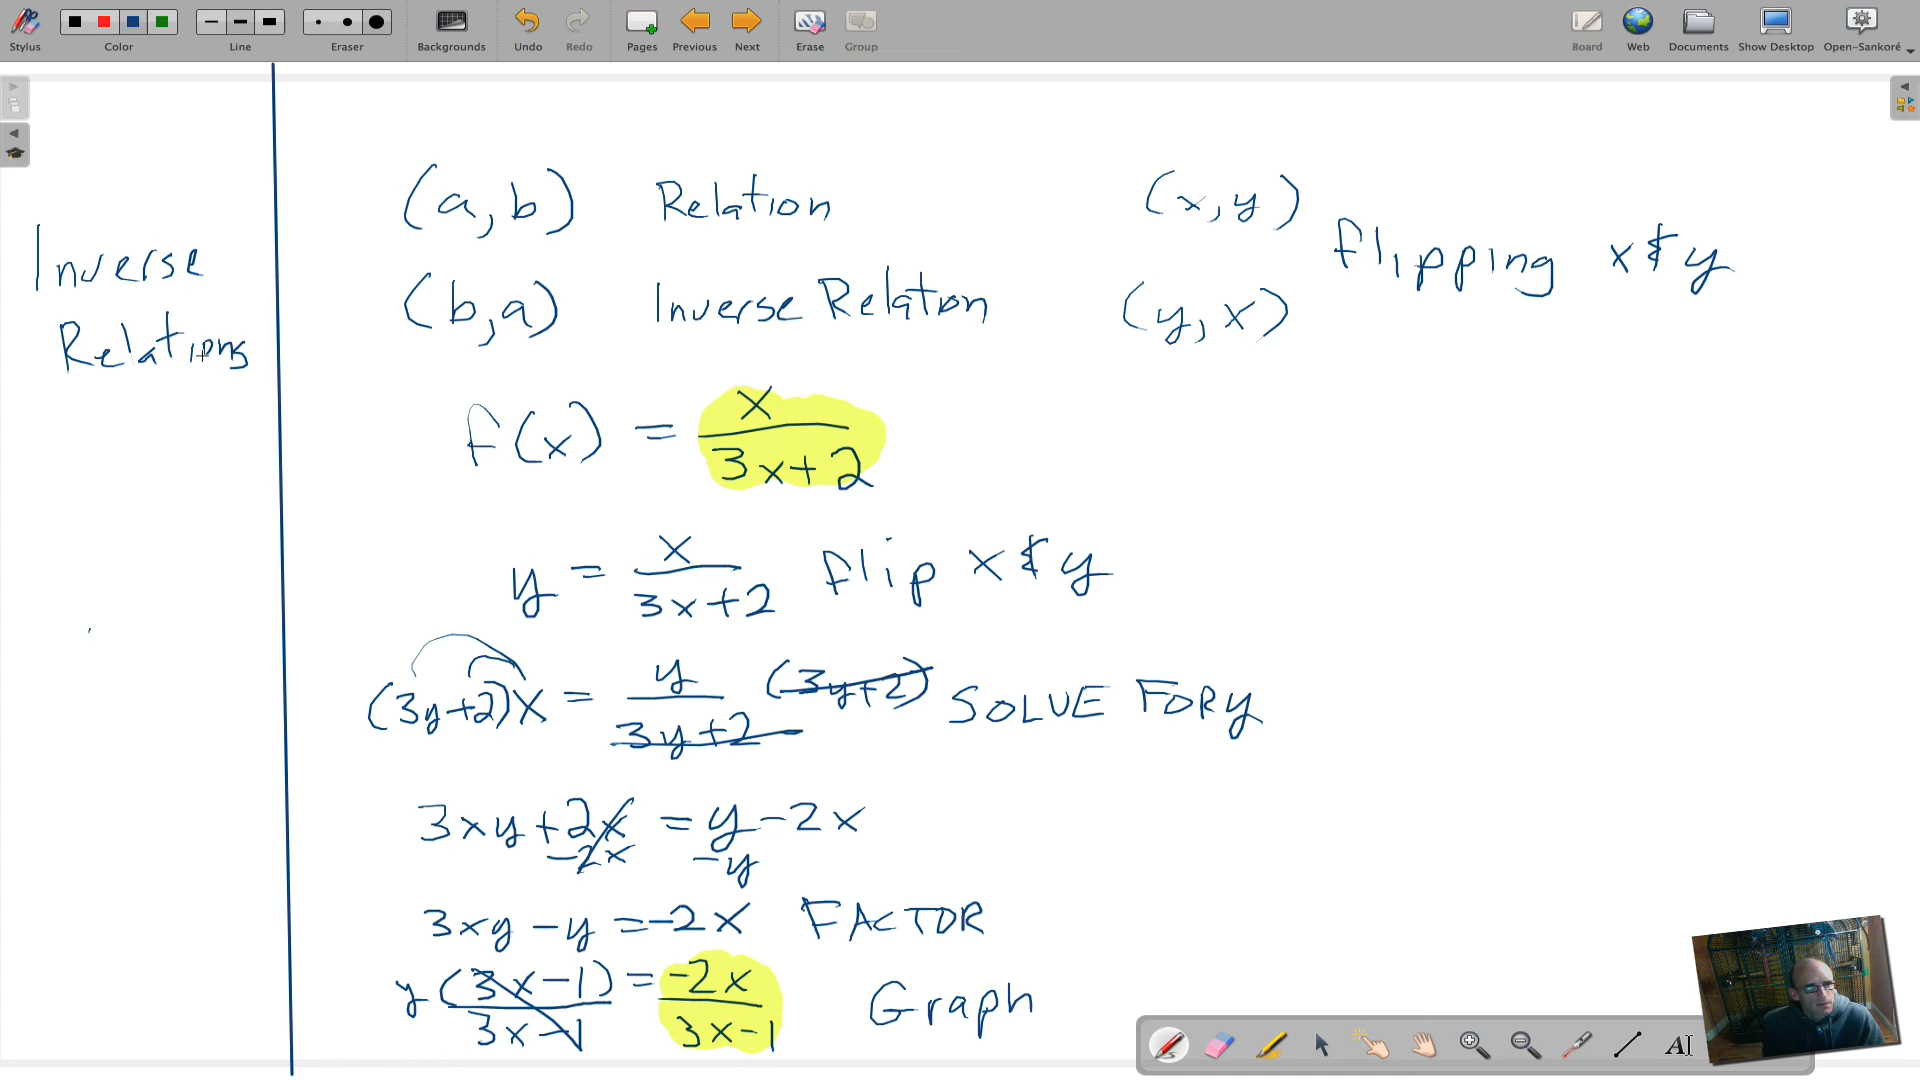 Stylus Color Line Eraser Backgrounds Undo Redo Pages Previous Next Erase Group Board Web Documents Show Desktop Open-Sankoré
Inverse
Relations
(a,b) Relation (x,y)
flipping x & y
(b,a) Inverse Relation (y,x)
f(x) = x / 3x+2
y = x / 3x+2 flip x & y
(3y+2)x = y / 3y+2 (3y+2) SOLVE FOR y
3xy+2x = y-2x
-2x -y
3xy - y = -2x FACTOR
y (3x-1) / 3x-1 = -2x / 3x-1 Graph
AI